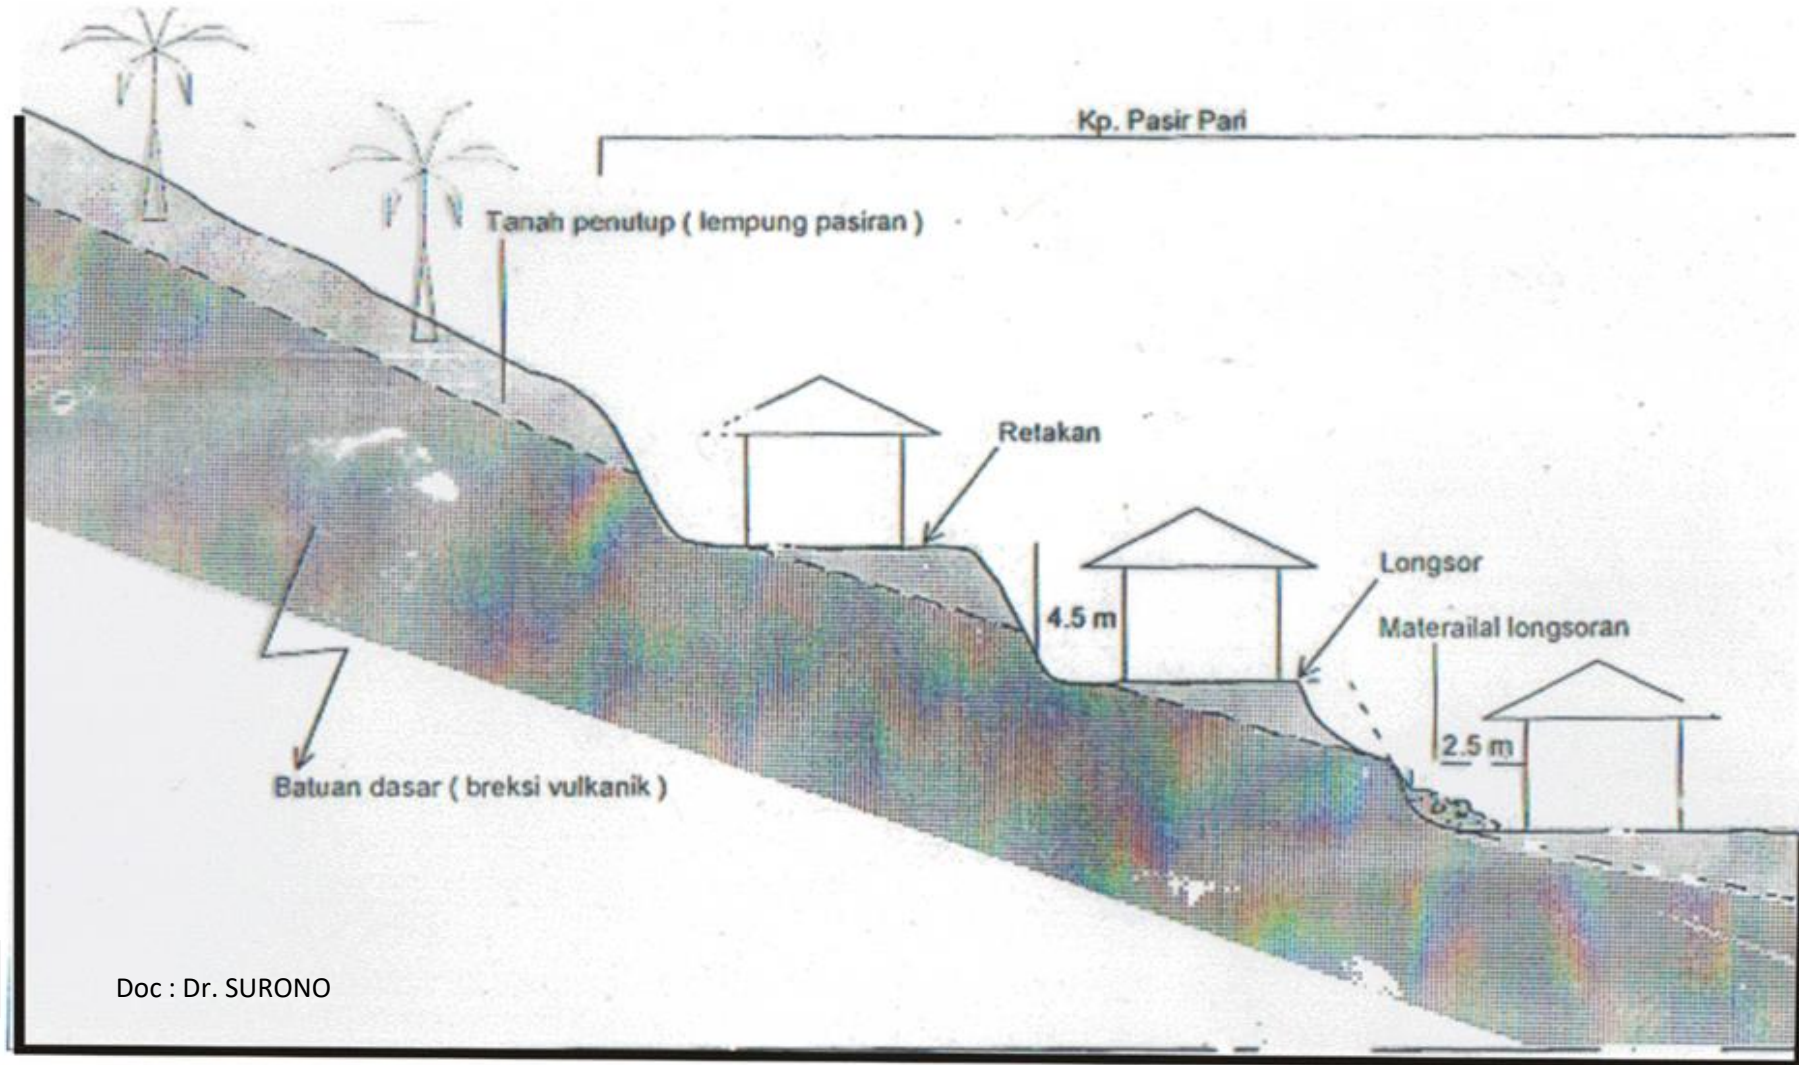 Kp. Pasir Pari
Tanah penutup ( lempung pasiran )
Retakan
Longsor
4.5 m
Materailal longsoran
2.5 m
Batuan dasar ( breksi vulkanik )
Doc : Dr. SURONO